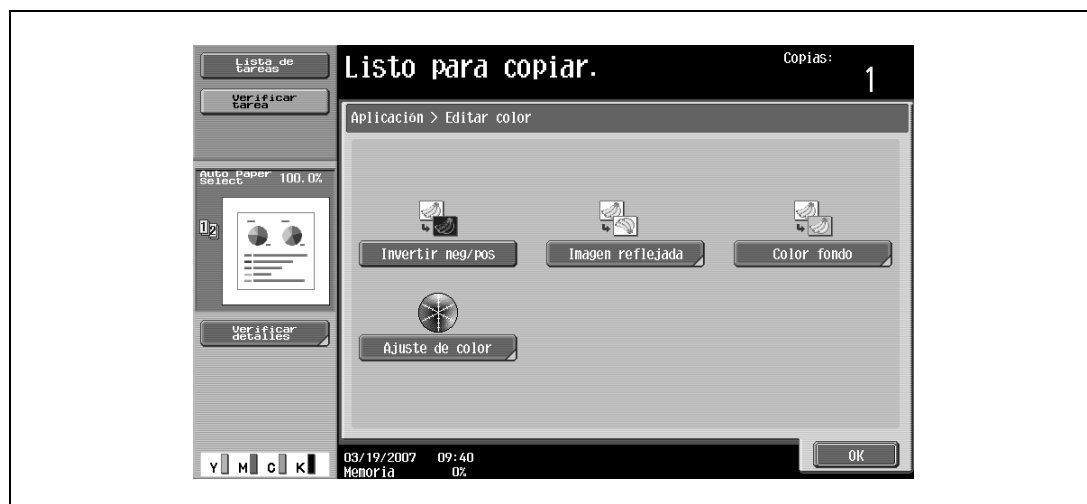 Lista de
tareas
Listo para copiar.
Copias:
1
Verificar
tarea
Aplicación > Editar color
Auto Paper
Select
100.0%
12
Invertir neg/pos
Imagen reflejada
Color fondo
Verificar
detalles
Ajuste de color
Y M C K
03/19/2007 09:40
Memoria 0%
OK